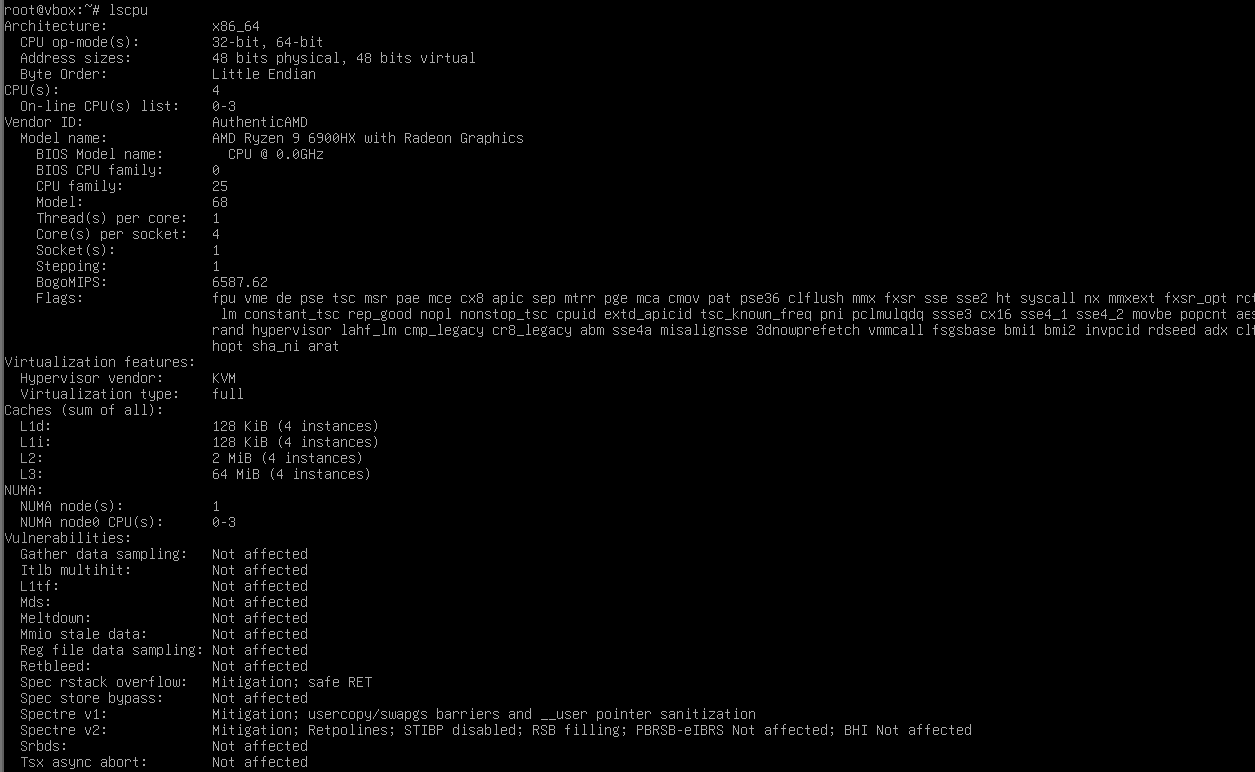 root@vbox:~# lscpu
Architecture: x86_64
CPU op-mode(s): 32-bit, 64-bit
Address sizes: 48 bits physical, 48 bits virtual
Byte Order: Little Endian
CPU(s): 4
On-line CPU(s) list: 0-3
Vendor ID: AuthenticAMD
Model name: AMD Ryzen 9 6900HX with Radeon Graphics
BIOS Model name: CPU @ 0.0GHz
BIOS CPU family: 0
CPU family: 25
Model: 68
Thread(s) per core: 1
Core(s) per socket: 4
Socket(s): 1
Stepping: 1
BogoMIPS: 6587.62
Flags: fpu vme de pse tsc msr pae mce cx8 apic sep mtrr pge mca cmov pat pse36 clflush mmx fxsr sse sse2 ht syscall nx mmxext fxsr_opt rct
lm constant_tsc rep_good nopl nonstop_tsc cpuid extd_apicid tsc_known_freq pni pclmulqdq ssse3 cx16 sse4_1 sse4_2 movbe popcnt aes
rand hypervisor lahf_lm cmp_legacy cr8_legacy abm sse4a misalignsse 3dnowprefetch vmmcall fsgsbase bmi1 bmi2 invpcid rdseed adx clf
hopt sha_ni arat
Virtualization features:
Hypervisor vendor: KVM
Virtualization type: full
Caches (sum of all):
L1d: 128 KiB (4 instances)
L1i: 128 KiB (4 instances)
L2: 2 MiB (4 instances)
L3: 64 MiB (4 instances)
NUMA:
NUMA node(s): 1
NUMA node0 CPU(s): 0-3
Vulnerabilities:
Gather data sampling: Not affected
Itlb multihit: Not affected
L1tf: Not affected
Mds: Not affected
Meltdown: Not affected
Mmio stale data: Not affected
Reg file data sampling: Not affected
Retbleed: Not affected
Spec rstack overflow: Mitigation; safe RET
Spec store bypass: Not affected
Spectre v1: Mitigation; usercopy/swapgs barriers and __user pointer sanitization
Spectre v2: Mitigation; Retpolines; STIBP disabled; RSB filling; PBRSB-eIBRS Not affected; BHI Not affected
Srbds: Not affected
Tsx async abort: Not affected